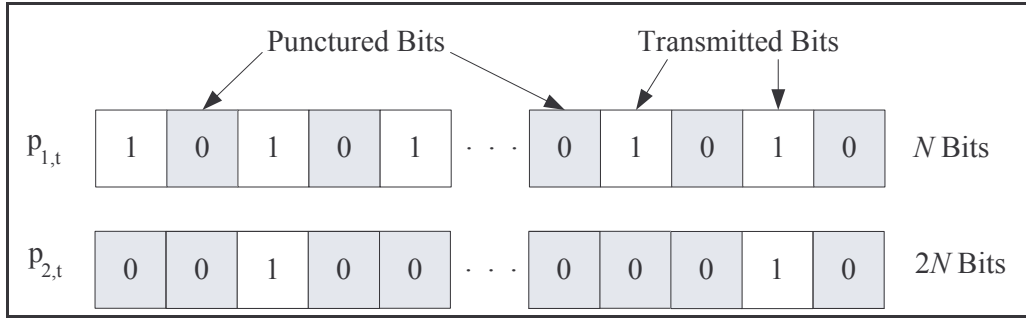 Punctured Bits Transmitted Bits
p1,t 1 0 1 0 1 . . . 0 1 0 1 0 N Bits
p2,t 0 0 1 0 0 . . . 0 0 0 1 0 2N Bits